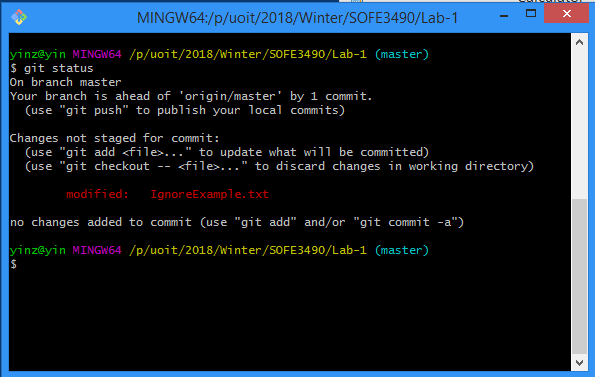 MINGW64:/p/uoit/2018/Winter/SOFE3490/Lab-1
yinz@yin MINGW64 /p/uoit/2018/Winter/SOFE3490/Lab-1 (master)
$ git status
On branch master
Your branch is ahead of 'origin/master' by 1 commit.
  (use "git push" to publish your local commits)
Changes not staged for commit:
  (use "git add <file>..." to update what will be committed)
  (use "git checkout -- <file>..." to discard changes in working directory)
        modified:   IgnoreExample.txt
no changes added to commit (use "git add" and/or "git commit -a")
yinz@yin MINGW64 /p/uoit/2018/Winter/SOFE3490/Lab-1 (master)
$